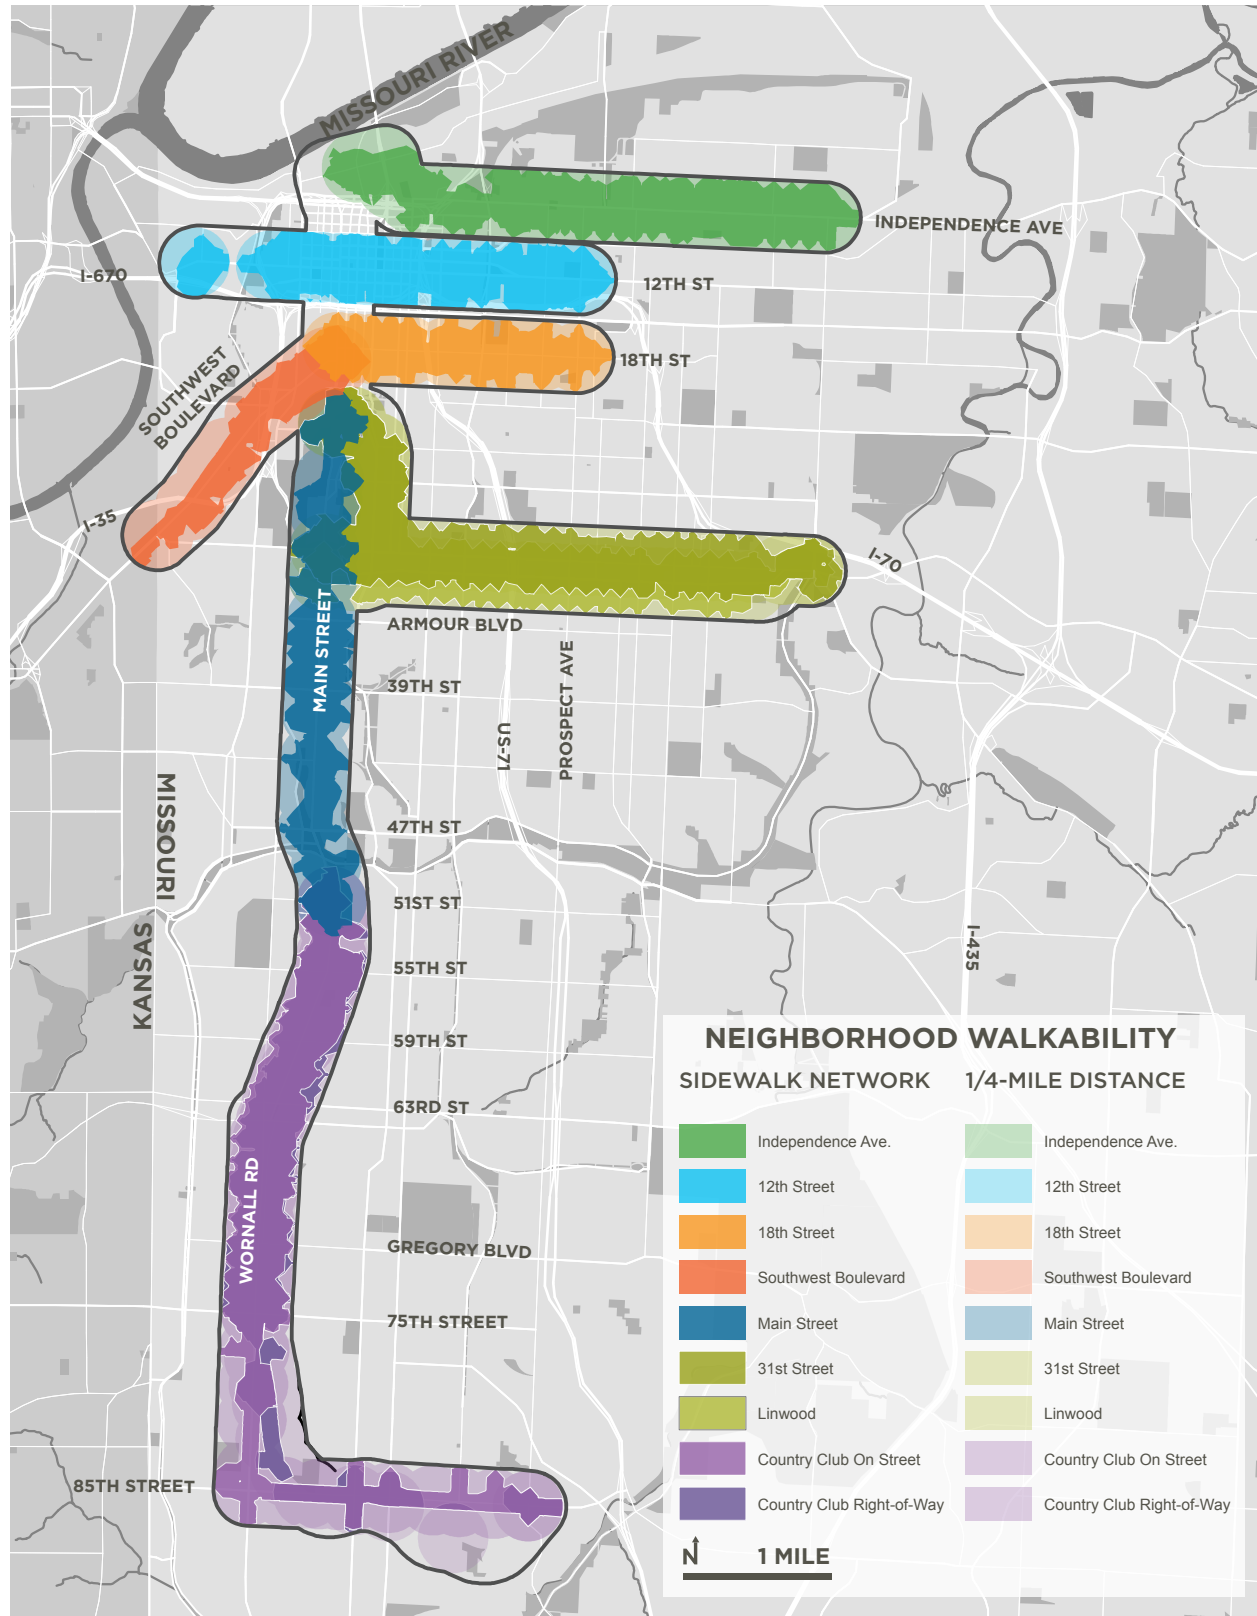 MISSOURI RIVER
INDEPENDENCE AVE
I-670
12TH ST
18TH ST
SOUTHWEST
BOULEVARD
I-35
I-70
ARMOUR BLVD
MAIN STREET
39TH ST
PROSPECT AVE
US-71
MISSOURI
47TH ST
51ST ST
KANSAS
I-435
55TH ST
59TH ST
63RD ST
WORNALL RD
GREGORY BLVD
75TH STREET
85TH STREET
NEIGHBORHOOD WALKABILITY
SIDEWALK NETWORK
1/4-MILE DISTANCE
Independence Ave.
Independence Ave.
12th Street
12th Street
18th Street
18th Street
Southwest Boulevard
Southwest Boulevard
Main Street
Main Street
31st Street
31st Street
Linwood
Linwood
Country Club On Street
Country Club On Street
Country Club Right-of-Way
Country Club Right-of-Way
N
1 MILE